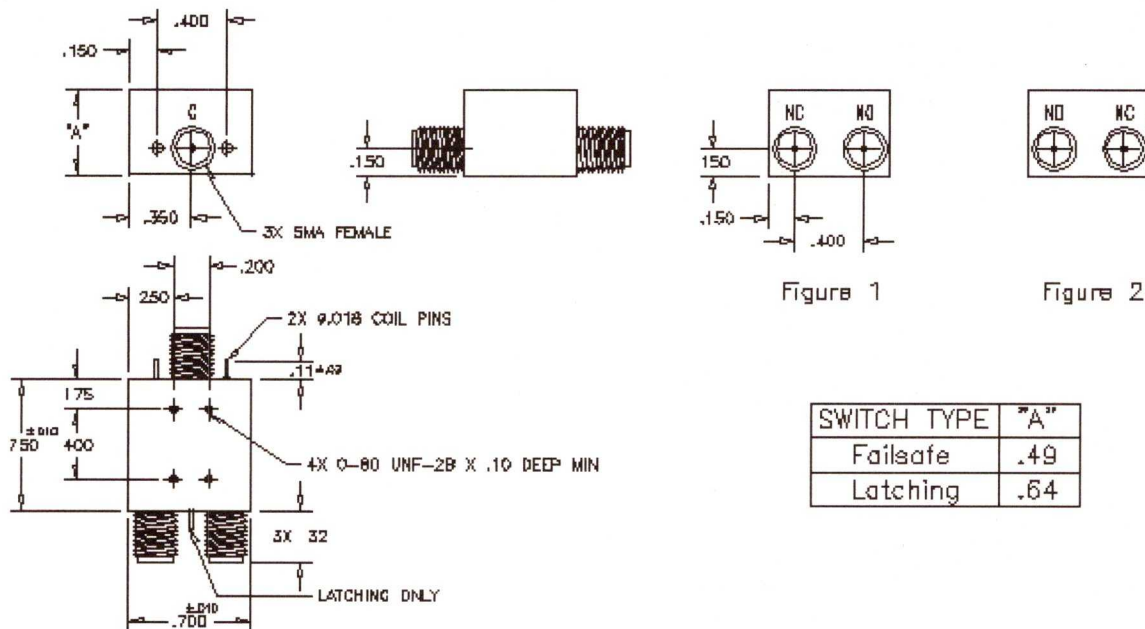 .400
.150
"A"
C
.350
3X SMA FEMALE
.150
NC NO
150
.150
.400
Figure 1
NO NC
Figure 2
.200
250
2X 0.018 COIL PINS
175
±.010
750
400
4X 0-80 UNF-2B X .10 DEEP MIN
3X 32
LATCHING ONLY
±.010
.700
SWITCH TYPE "A"
Failsafe .49
Latching .64